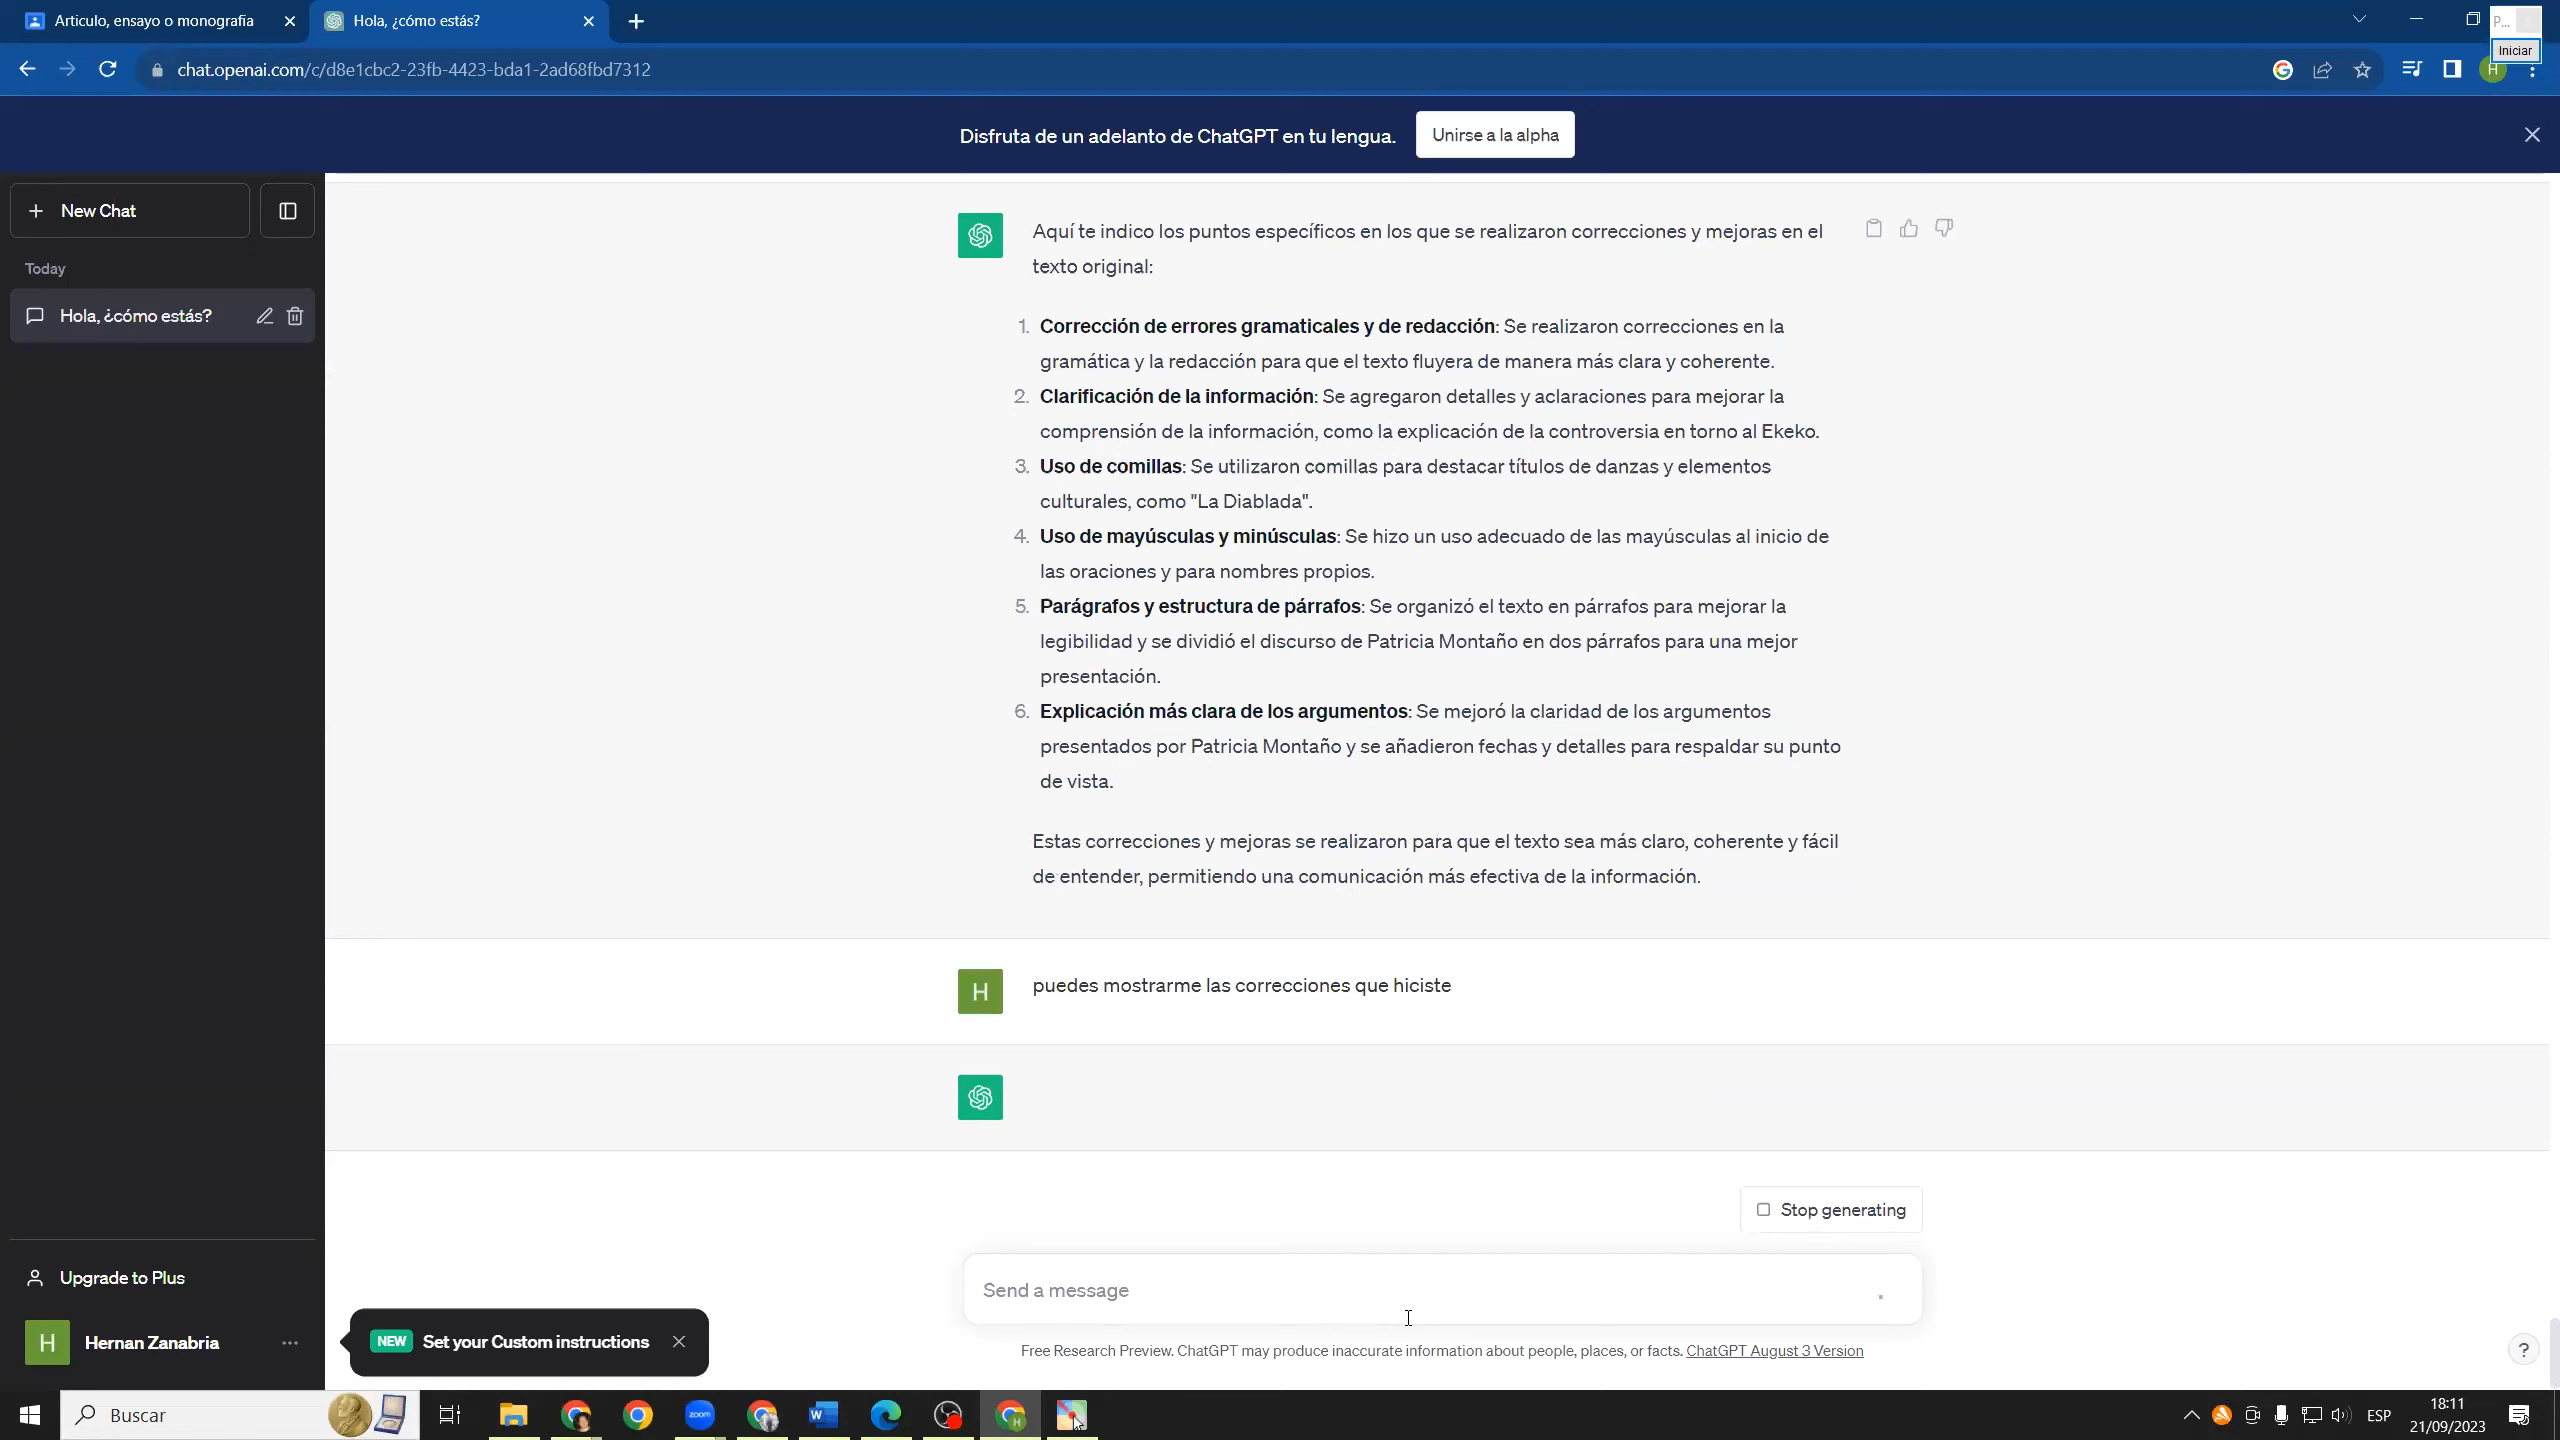 Articulo, ensayo o monografia
Hola, ¿cómo estás?
P...
Iniciar
chat.openai.com/c/d8e1cbc2-23fb-4423-bda1-2ad68fbd7312
H
Disfruta de un adelanto de ChatGPT en tu lengua.
Unirse a la alpha
New Chat
Today
Hola, ¿cómo estás?
Aquí te indico los puntos específicos en los que se realizaron correcciones y mejoras en el
texto original:
1. Corrección de errores gramaticales y de redacción: Se realizaron correcciones en la
gramática y la redacción para que el texto fluyera de manera más clara y coherente.
2. Clarificación de la información: Se agregaron detalles y aclaraciones para mejorar la
comprensión de la información, como la explicación de la controversia en torno al Ekeko.
3. Uso de comillas: Se utilizaron comillas para destacar títulos de danzas y elementos
culturales, como "La Diablada".
4. Uso de mayúsculas y minúsculas: Se hizo un uso adecuado de las mayúsculas al inicio de
las oraciones y para nombres propios.
5. Parágrafos y estructura de párrafos: Se organizó el texto en párrafos para mejorar la
legibilidad y se dividió el discurso de Patricia Montaño en dos párrafos para una mejor
presentación.
6. Explicación más clara de los argumentos: Se mejoró la claridad de los argumentos
presentados por Patricia Montaño y se añadieron fechas y detalles para respaldar su punto
de vista.
Estas correcciones y mejoras se realizaron para que el texto sea más claro, coherente y fácil
de entender, permitiendo una comunicación más efectiva de la información.
H
puedes mostrarme las correcciones que hiciste
Stop generating
Send a message
Free Research Preview. ChatGPT may produce inaccurate information about people, places, or facts. ChatGPT August 3 Version
?
Upgrade to Plus
H
Hernan Zanabria
NEW Set your Custom instructions
Buscar
zoom
W
H
ESP
18:11
21/09/2023